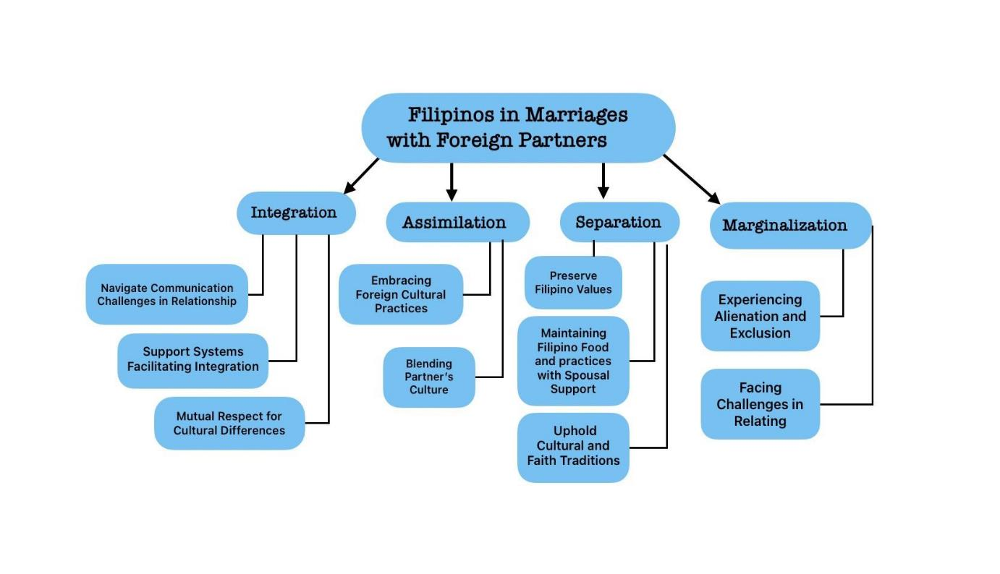 Filipinos in Marriages
with Foreign Partners
Integration
Assimilation
Separation
Marginalization
Navigate Communication
Challenges in Relationship
Support Systems
Facilitating Integration
Mutual Respect for
Cultural Differences
Embracing
Foreign Cultural
Practices
Blending
Partner's
Culture
Preserve
Filipino Values
Maintaining
Filipino Food
and practices
with Spousal
Support
Uphold
Cultural and
Faith Traditions
Experiencing
Alienation and
Exclusion
Facing
Challenges in
Relating